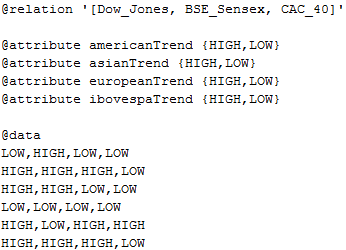 @relation '[Dow_Jones, BSE_Sensex, CAC_40]'
@attribute americanTrend {HIGH,LOW}
@attribute asianTrend {HIGH,LOW}
@attribute europeanTrend {HIGH,LOW}
@attribute ibovespaTrend {HIGH,LOW}
@data
LOW,HIGH,LOW,LOW
HIGH,HIGH,HIGH,LOW
HIGH,HIGH,LOW,LOW
LOW,LOW,LOW,LOW
HIGH,LOW,HIGH,HIGH
HIGH,HIGH,HIGH,LOW